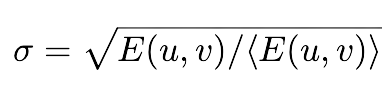 σ = √E(u, v)/⟨E(u, v)⟩